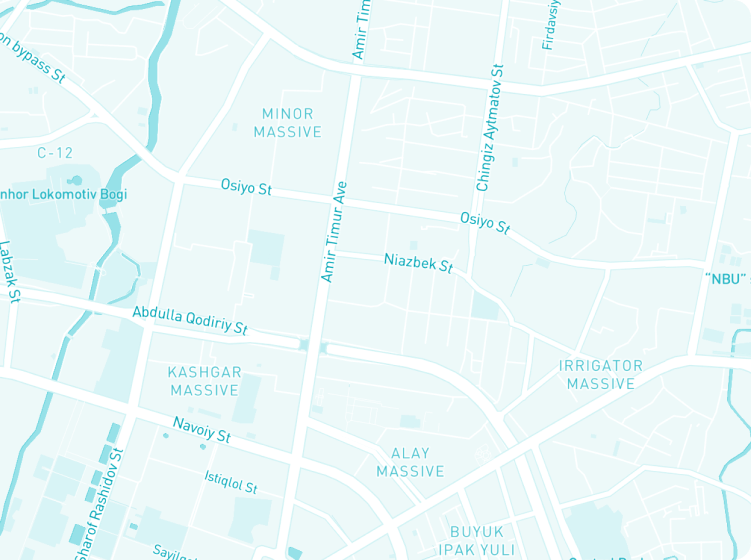 Amir Tim
Firdavsiy
on bypass St
MINOR
MASSIVE
Chingiz Aytmatov St
C-12
nhor Lokomotiv Bogi
Osiyo St
Amir Timur Ave
Osiyo St
Niazbek St
Labzak St
"NBU"
Abdulla Qodiriy St
KASHGAR
MASSIVE
IRRIGATOR
MASSIVE
Navoiy St
ALAY
MASSIVE
Sharof Rashidov St
Istiqlol St
BUYUK
IPAK YULI